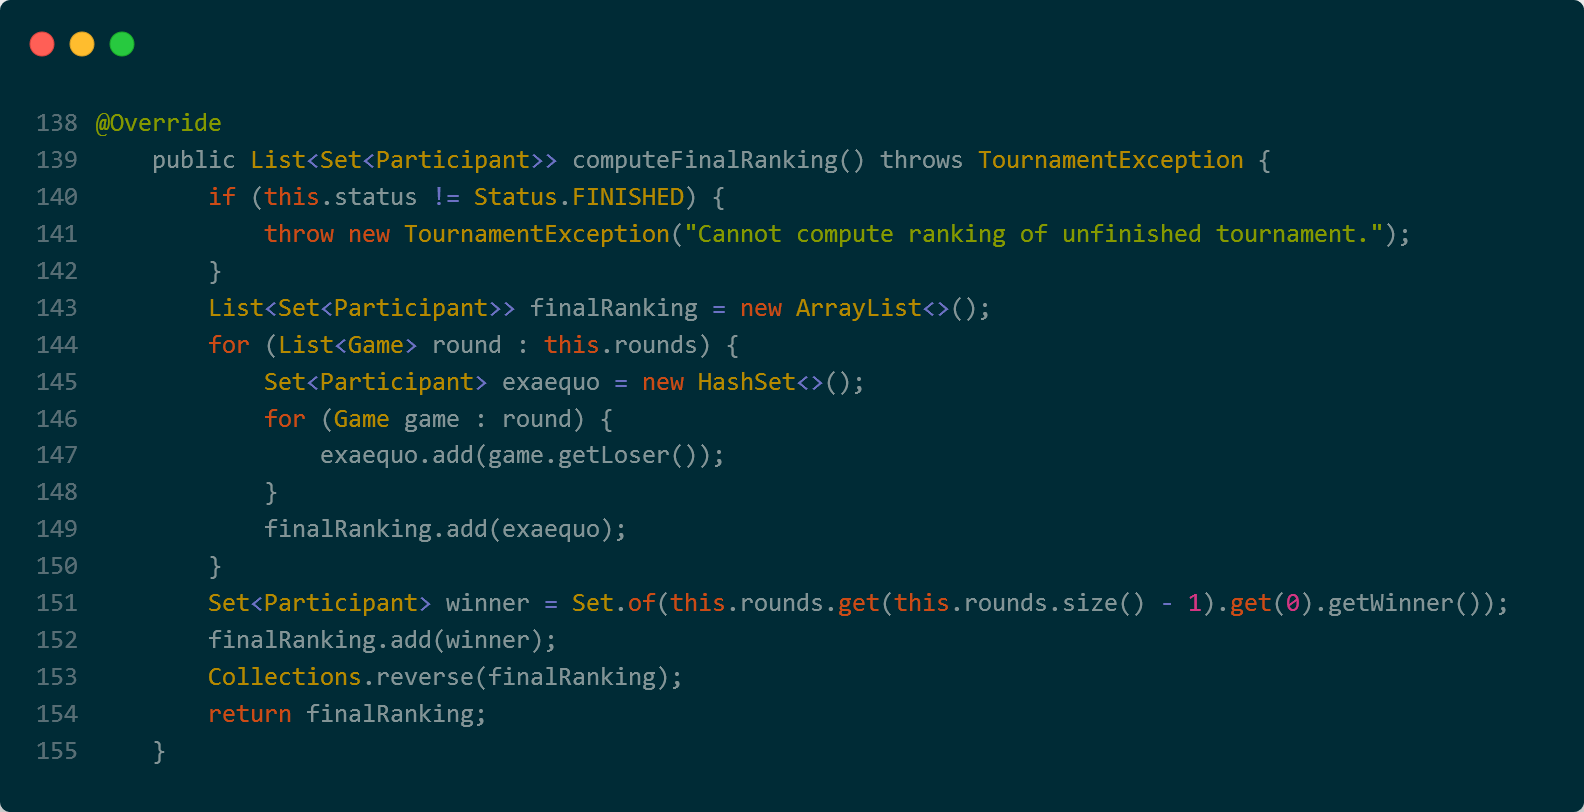 138 @Override
139     public List<Set<Participant>> computeFinalRanking() throws TournamentException {
140         if (this.status != Status.FINISHED) {
141             throw new TournamentException("Cannot compute ranking of unfinished tournament.");
142         }
143         List<Set<Participant>> finalRanking = new ArrayList<>();
144         for (List<Game> round : this.rounds) {
145             Set<Participant> exaequo = new HashSet<>();
146             for (Game game : round) {
147                 exaequo.add(game.getLoser());
148             }
149             finalRanking.add(exaequo);
150         }
151         Set<Participant> winner = Set.of(this.rounds.get(this.rounds.size() - 1).get(0).getWinner());
152         finalRanking.add(winner);
153         Collections.reverse(finalRanking);
154         return finalRanking;
155     }